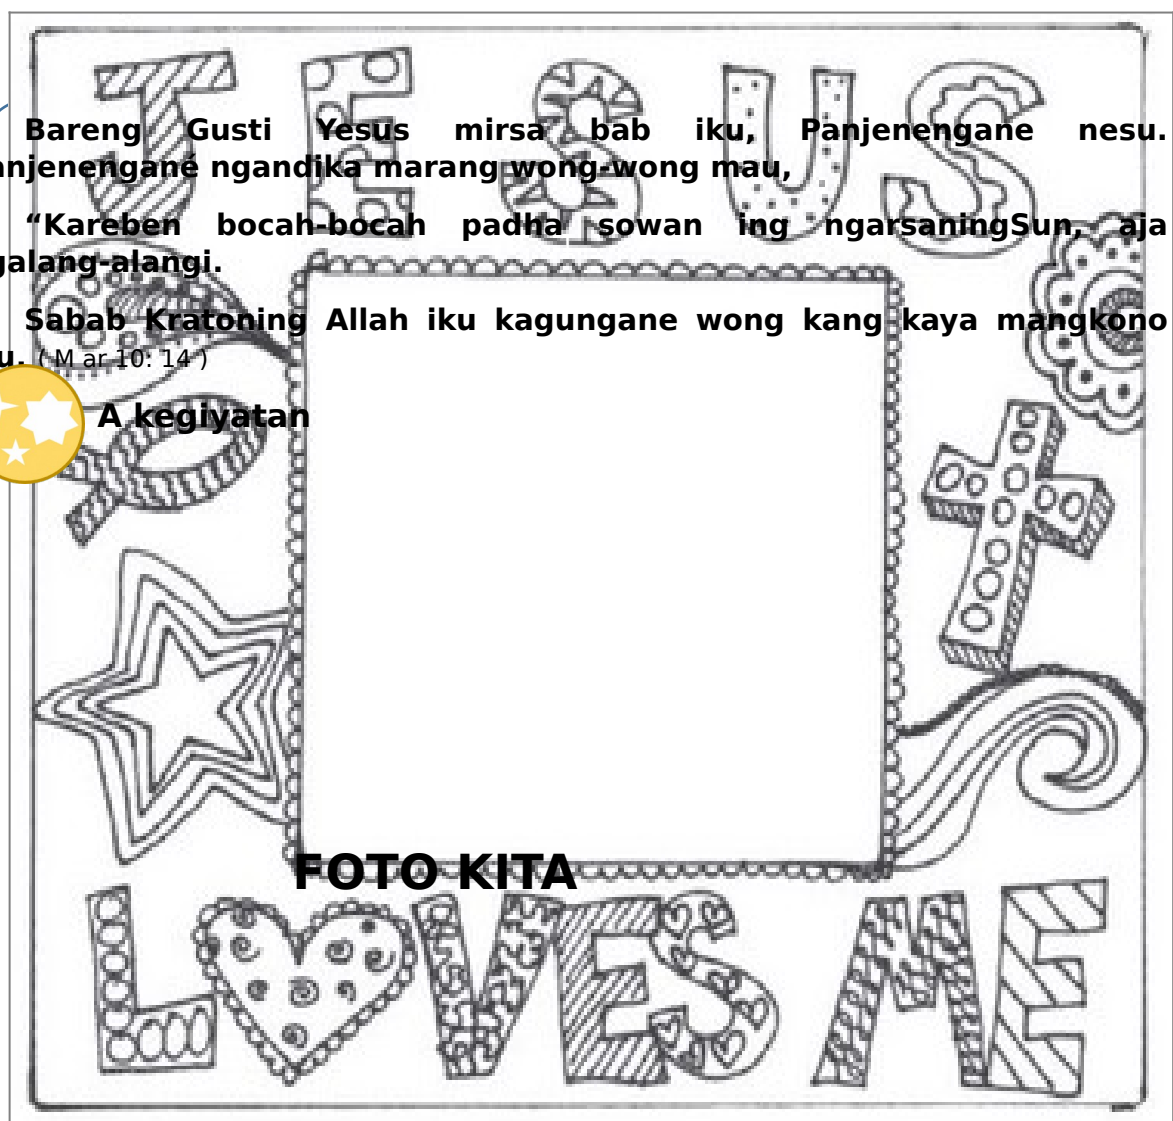 JESUS
Bareng Gusti Yesus mirsa bab iku, Panjenengane nesu.
anjenengané ngandika marang wong-wong mau,
“Kareben bocah-bocah padha sowan ing ngarsaningSun, aja
galang-alangi.
Sabab Kratoning Allah iku kagungane wong kang kaya mangkono
u. ( M ar 10: 14 )
A kegiyatan
FOTO KITA
LOVES ME